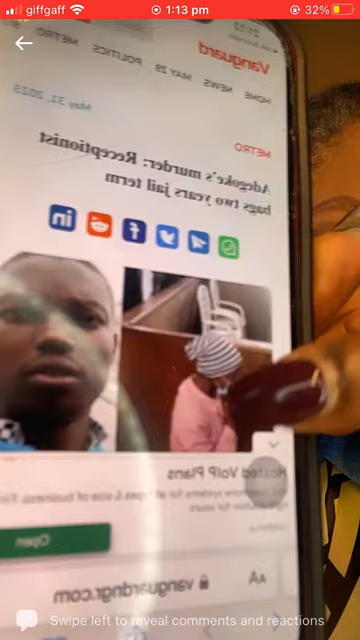 giffgaff
1:13 pm
32%
21:12
Vanguard
HOME NEWS MAY 29 POLITICS METRO
May 31, 2023
METRO
Adegoke's murder: Receptionist
bags two years jail term
Hosted VoIP Plans
Open
AA vanguardngr.com
Swipe left to reveal comments and reactions